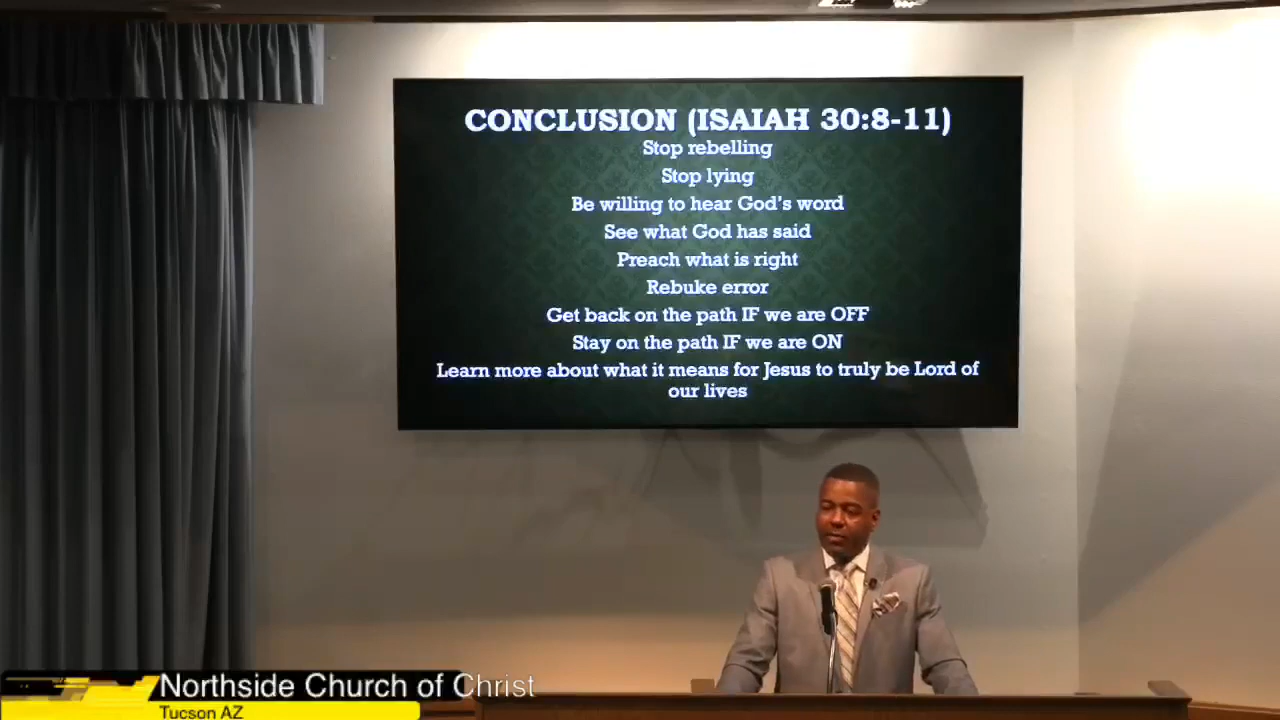 CONCLUSION (ISAIAH 30:8-11)
Stop rebelling
Stop lying
Be willing to hear God's word
See what God has said
Preach what is right
Rebuke error
Get back on the path IF we are OFF
Stay on the path IF we are ON
Learn more about what it means for Jesus to truly be Lord of
our lives
Northside Church of Christ
Tucson AZ